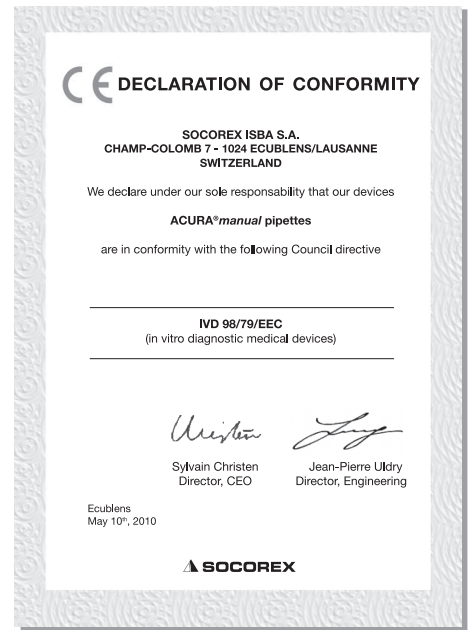 CE DECLARATION OF CONFORMITY
SOCOREX ISBA S.A.
CHAMP-COLOMB 7 - 1024 ECUBLENS/LAUSANNE
SWITZERLAND
We declare under our sole responsability that our devices
ACURA®manual pipettes
are in conformity with the following Council directive
IVD 98/79/EEC
(in vitro diagnostic medical devices)
Christen
Sylvain Christen
Director, CEO
Jean-Pierre Uldry
Director, Engineering
Ecublens
May 10th, 2010
SOCOREX